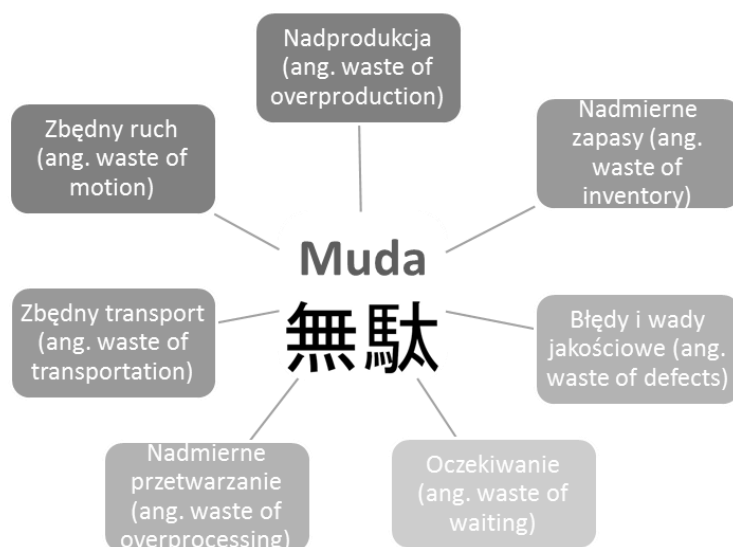 Nadprodukcja
(ang. waste of
overproduction)
Nadmierne
zapasy (ang.
waste of
inventory)
Błędy i wady
jakościowe (ang.
waste of defects)
Oczekiwanie
(ang. waste of
waiting)
Nadmierne
przetwarzanie
(ang. waste of
overprocessing)
Zbędny transport
(ang. waste of
transportation)
Zbędny ruch
(ang. waste of
motion)
Muda
無駄